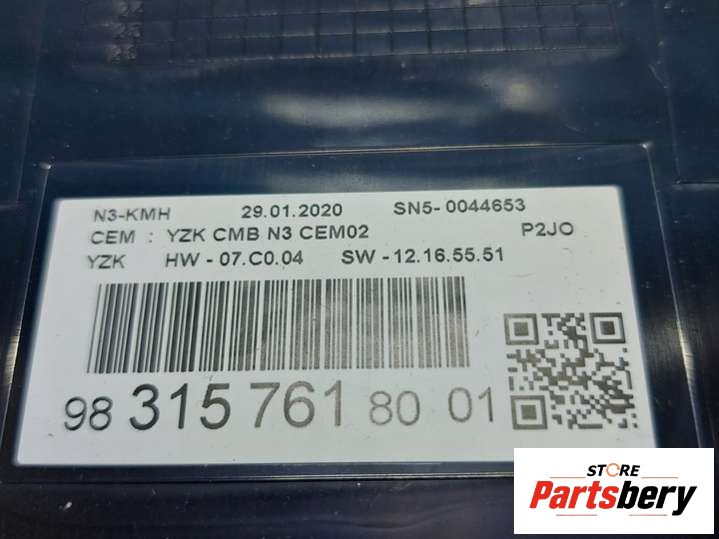 N3-KMH 29.01.2020 SN5-0044653
CEM : YZK CMB N3 CEM02 P2JO
YZK HW - 07.C0.04 SW -12.16.55.51
98 315 761 80 01
STORE
Partsbery